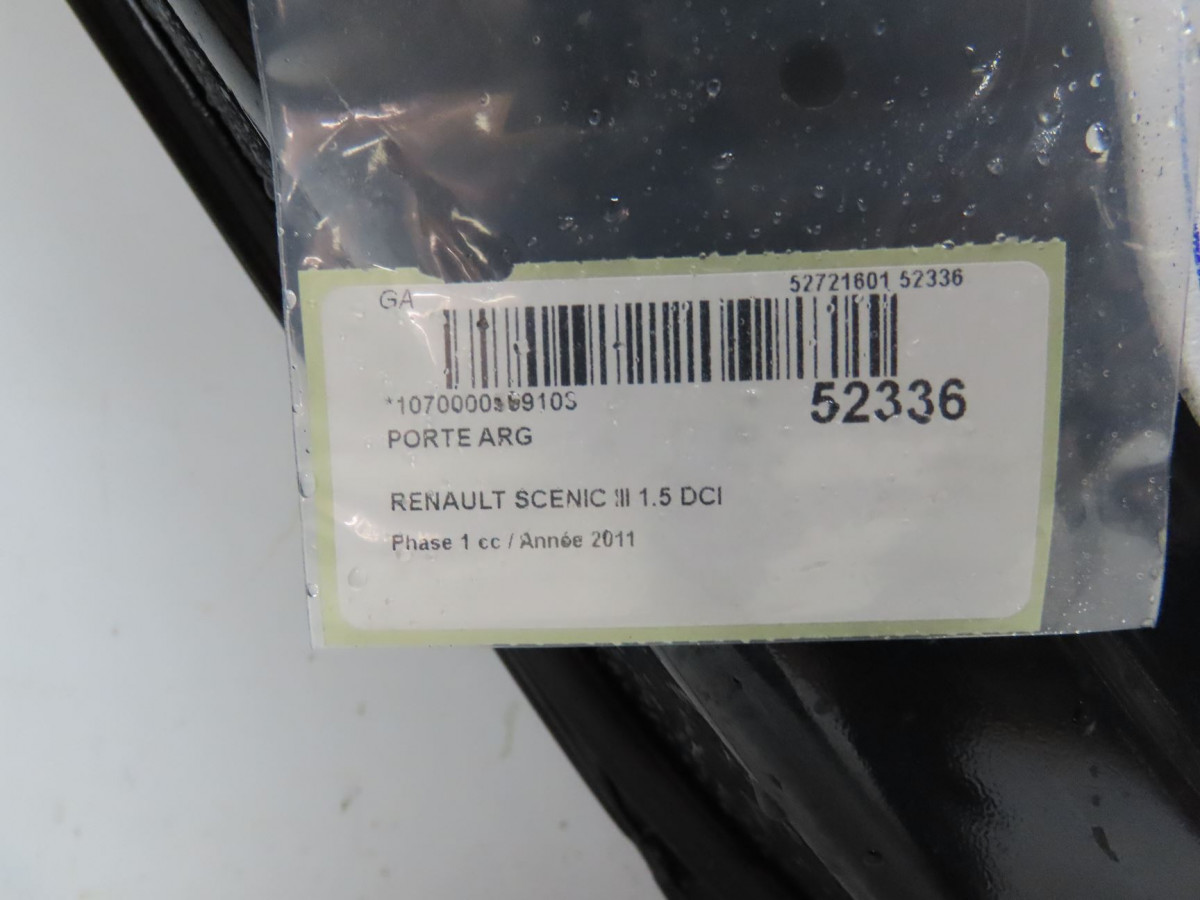 GA
52721601 52336
52336
PORTE ARG
RENAULT SCENIC III 1.5 DCI
Phase 1 cc / Année 2011